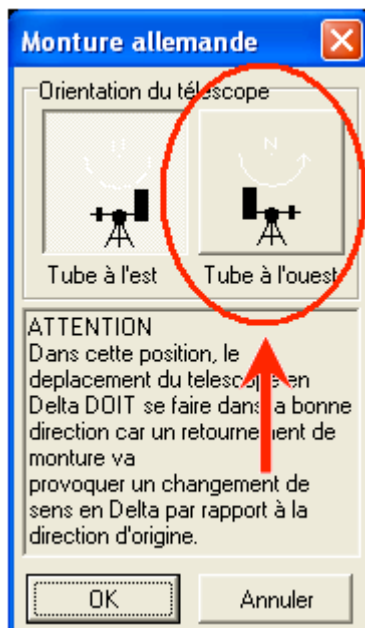 Monture allemande
Orientation du télescope
N
Tube à l'est Tube à l'ouest
ATTENTION
Dans cette position, le
deplacement du telescope en
Delta DOIT se faire dans la bonne
direction car un retournement de
monture va
provoquer un changement de
sens en Delta par rapport à la
direction d'origine.
OK Annuler